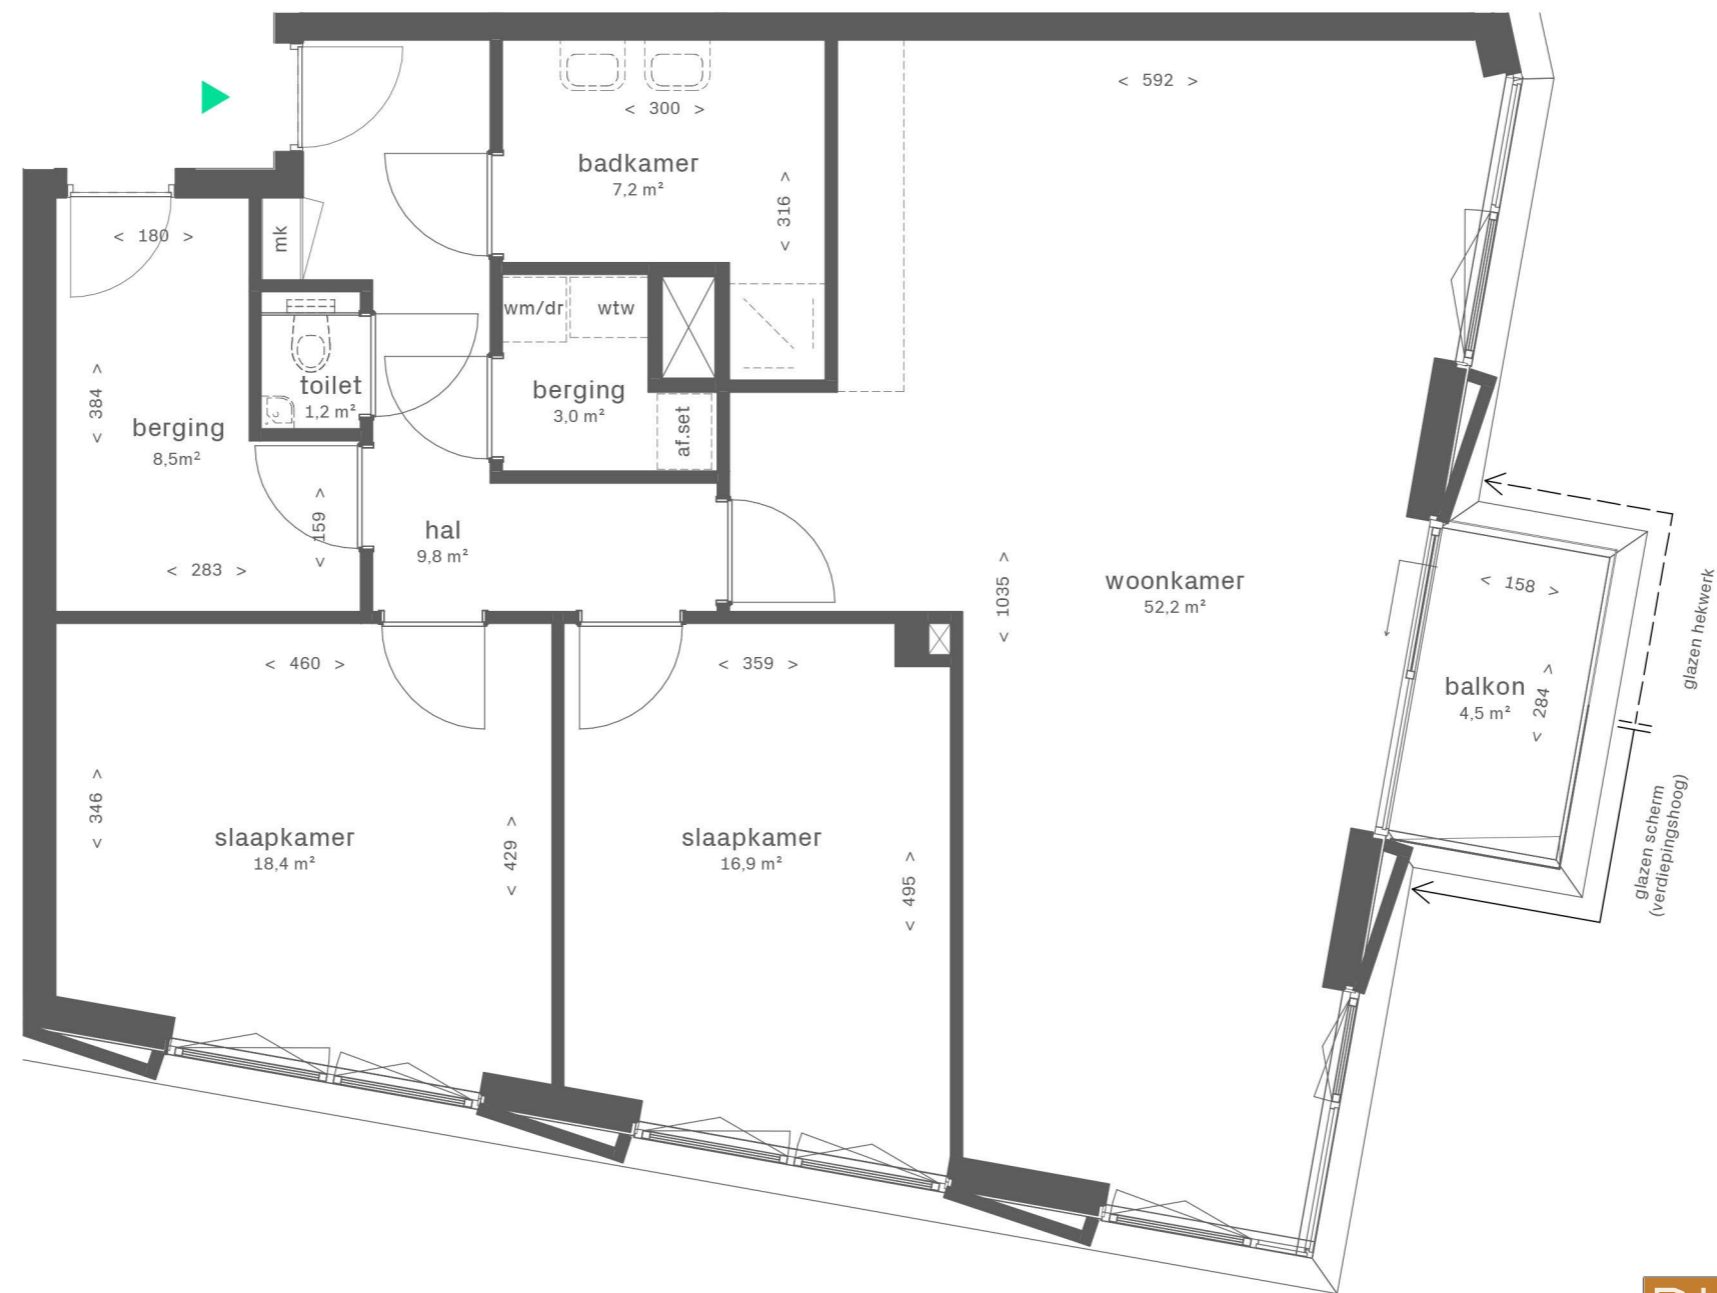 < 592 >
< 300 >
badkamer
7,2 m²
< 316 >
< 180 >
mk
wm/dr
wtw
< 384 >
toilet
1,2 m²
berging
3,0 m²
af.set
berging
8,5m²
< 159 >
hal
9,8 m²
< 283 >
< 1035 >
woonkamer
52,2 m²
< 158 >
glazen hekwerk
< 460 >
< 359 >
balkon
4,5 m²
< 284 >
< 346 >
slaapkamer
18,4 m²
< 429 >
slaapkamer
16,9 m²
< 495 >
glazen scherm
(verdiepingshoog)